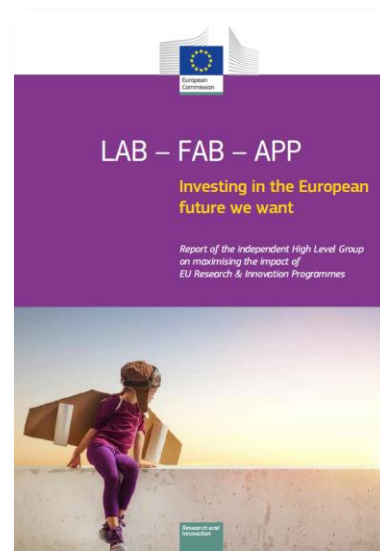 European
Commission
LAB – FAB – APP
Investing in the European
future we want
Report of the independent High Level Group
on maximising the impact of
EU Research & Innovation Programmes
Research and
Innovation